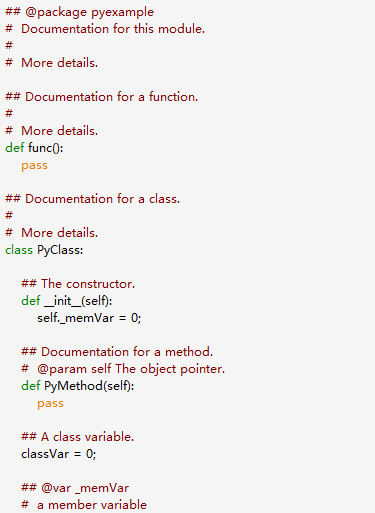 ## @package pyexample
#  Documentation for this module.
#
#  More details.

## Documentation for a function.
#
#  More details.
def func():
    pass

## Documentation for a class.
#
#  More details.
class PyClass:

    ## The constructor.
    def __init__(self):
        self._memVar = 0;

    ## Documentation for a method.
    #  @param self The object pointer.
    def PyMethod(self):
        pass

    ## A class variable.
    classVar = 0;

    ## @var _memVar
    #  a member variable